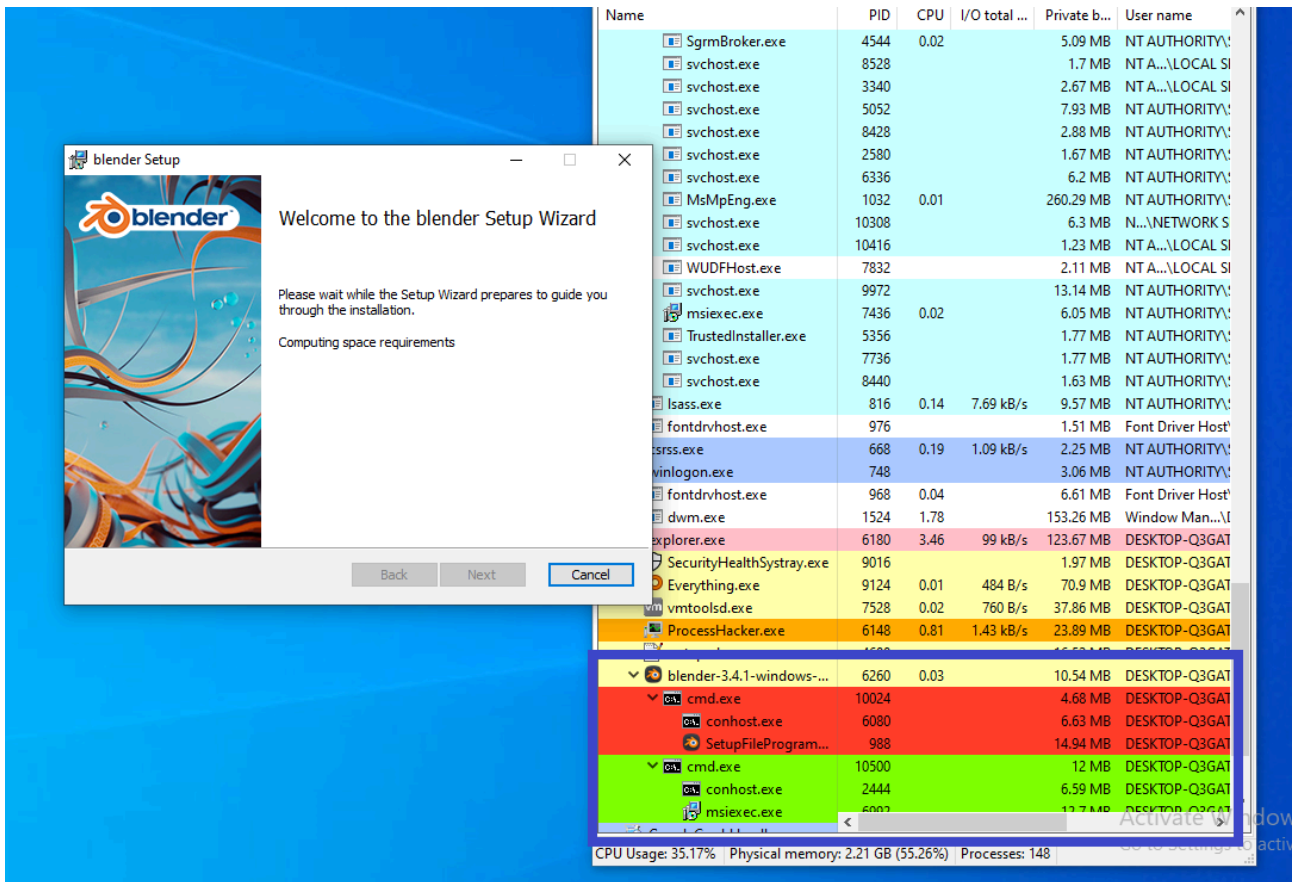 Name PID CPU I/O total ... Private b... User name
SgrmBroker.exe 4544 0.02 5.09 MB NT AUTHORITY\
svchost.exe 8528 1.7 MB NT A...\LOCAL SI
svchost.exe 3340 2.67 MB NT A...\LOCAL SI
svchost.exe 5052 7.93 MB NT AUTHORITY\
svchost.exe 8428 2.88 MB NT AUTHORITY\
svchost.exe 2580 1.67 MB NT AUTHORITY\
svchost.exe 6336 6.2 MB NT AUTHORITY\
MsMpEng.exe 1032 0.01 260.29 MB NT AUTHORITY\
svchost.exe 10308 6.3 MB N...\NETWORK S
svchost.exe 10416 1.23 MB NT A...\LOCAL SI
WUDFHost.exe 7832 2.11 MB NT A...\LOCAL SI
svchost.exe 9972 13.14 MB NT AUTHORITY\
msiexec.exe 7436 0.02 6.05 MB NT AUTHORITY\
TrustedInstaller.exe 5356 1.77 MB NT AUTHORITY\
svchost.exe 7736 1.77 MB NT AUTHORITY\
svchost.exe 8440 1.63 MB NT AUTHORITY\
lsass.exe 816 0.14 7.69 kB/s 9.57 MB NT AUTHORITY\
fontdrvhost.exe 976 1.51 MB Font Driver Host\
csrss.exe 668 0.19 1.09 kB/s 2.25 MB NT AUTHORITY\
winlogon.exe 748 3.06 MB NT AUTHORITY\
fontdrvhost.exe 968 0.04 6.61 MB Font Driver Host\
dwm.exe 1524 1.78 153.26 MB Window Man...\
explorer.exe 6180 3.46 99 kB/s 123.67 MB DESKTOP-Q3GAT
SecurityHealthSystray.exe 9016 1.97 MB DESKTOP-Q3GAT
Everything.exe 9124 0.01 484 B/s 70.9 MB DESKTOP-Q3GAT
vmtoolsd.exe 7528 0.02 760 B/s 37.86 MB DESKTOP-Q3GAT
ProcessHacker.exe 6148 0.81 1.43 kB/s 23.89 MB DESKTOP-Q3GAT
blender-3.4.1-windows-... 6260 0.03 10.54 MB DESKTOP-Q3GAT
cmd.exe 10024 4.68 MB DESKTOP-Q3GAT
conhost.exe 6080 6.63 MB DESKTOP-Q3GAT
SetupFileProgram... 988 14.94 MB DESKTOP-Q3GAT
cmd.exe 10500 12 MB DESKTOP-Q3GAT
conhost.exe 2444 6.59 MB DESKTOP-Q3GAT
msiexec.exe 6992 12.7 MB DESKTOP-Q3GAT
CPU Usage: 35.17% Physical memory: 2.21 GB (55.26%) Processes: 148
blender Setup
blender
Welcome to the blender Setup Wizard
Please wait while the Setup Wizard prepares to guide you
through the installation.
Computing space requirements
Back Next Cancel
Activate Window
Go to Settings to activ